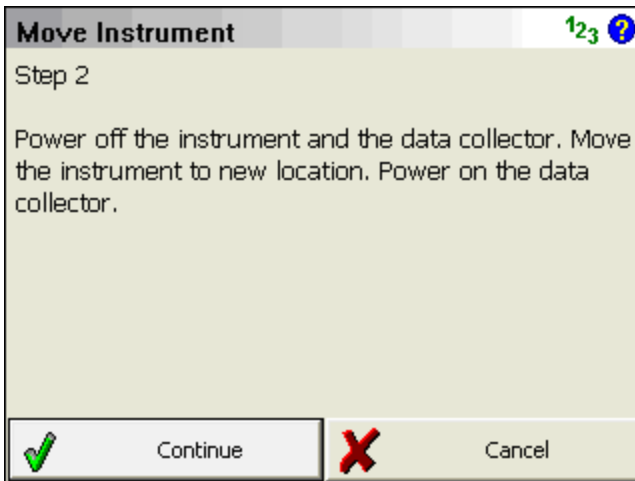 Move Instrument
123
?
Step 2
Power off the instrument and the data collector. Move
the instrument to new location. Power on the data
collector.
Continue
Cancel